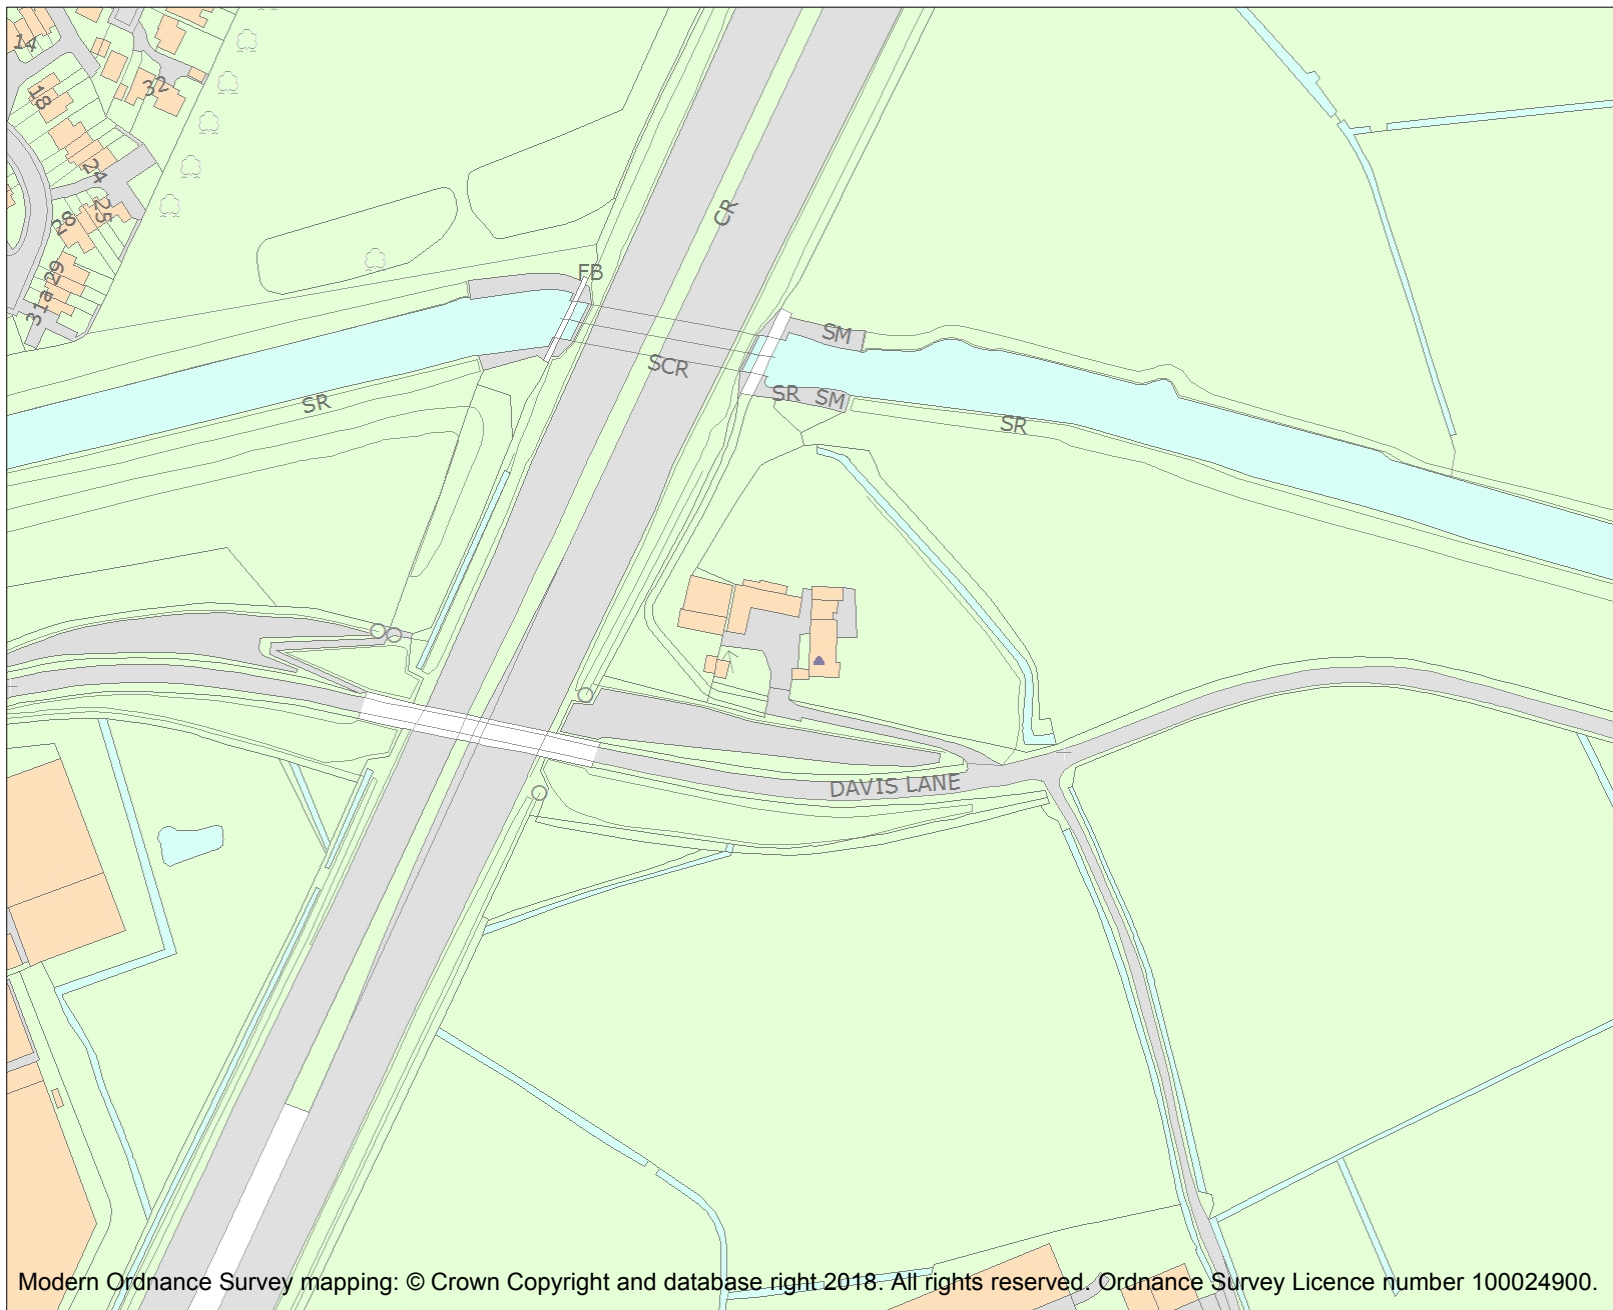 14
32
18
24
25
28
29
31a
CR
FB
SM
SCR
SR
SM
SR
SR
DAVIS LANE
Modern Ordnance Survey mapping: © Crown Copyright and database right 2018. All rights reserved. Ordnance Survey Licence number 100024900.